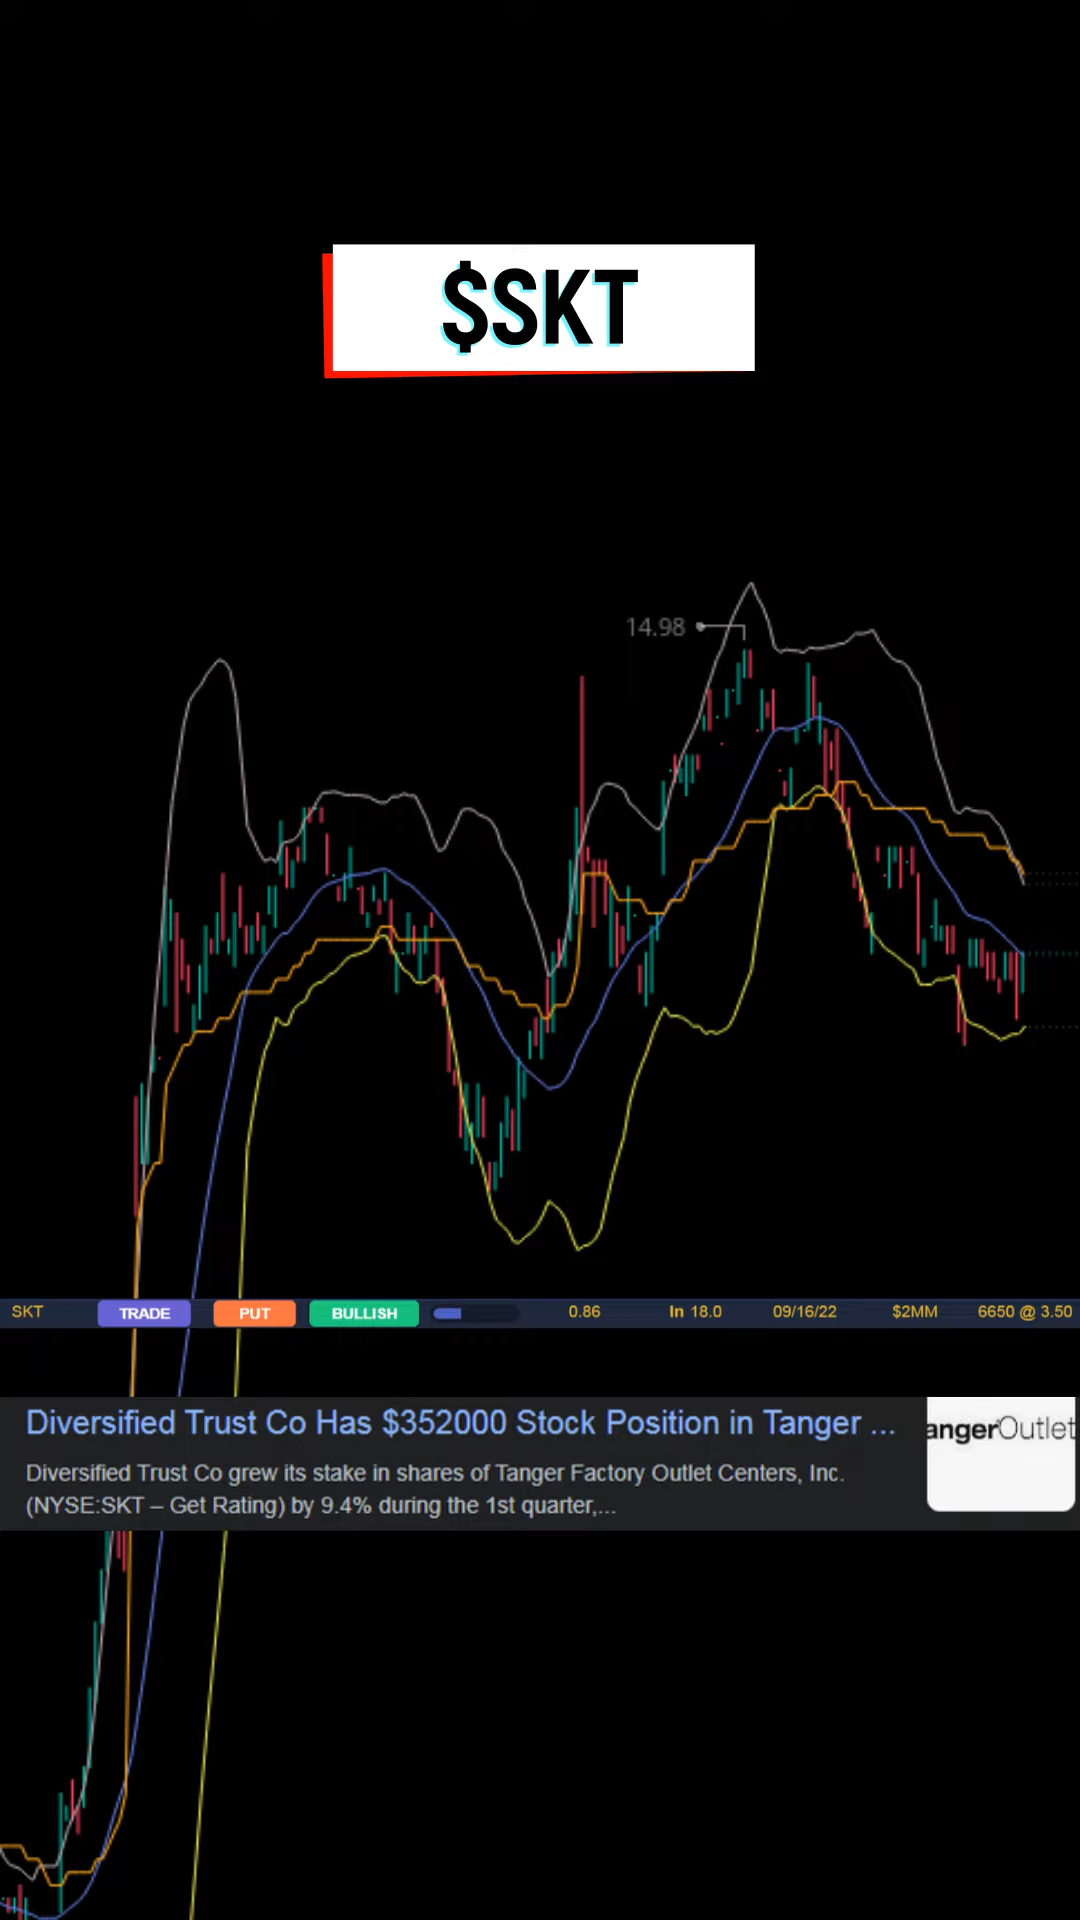 $SKT
14.98
SKT TRADE PUT BULLISH 0.86 In 18.0 09/16/22 $2MM 6650 @ 3.50
Diversified Trust Co Has $352000 Stock Position in Tanger ...
Diversified Trust Co grew its stake in shares of Tanger Factory Outlet Centers, Inc.
(NYSE:SKT – Get Rating) by 9.4% during the 1st quarter,...
angerOutlet